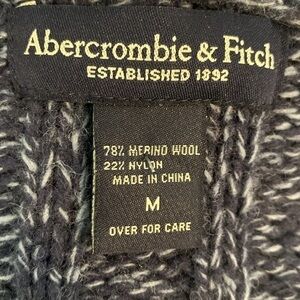 Abercrombie & Fitch
ESTABLISHED 1892
78% MERINO WOOL
22% NYLON
MADE IN CHINA
M
OVER FOR CARE